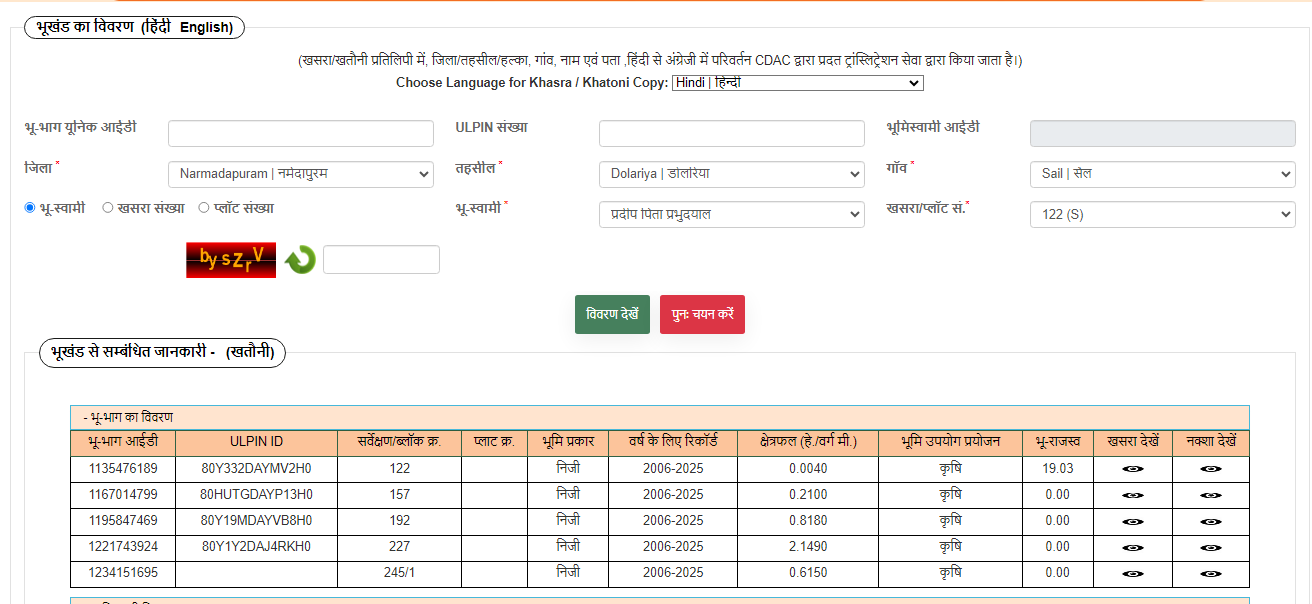 भूखंड का विवरण (हिंदी English)
(खसरा/खतौनी प्रतिलिपी में, जिला/तहसील/हल्का, गांव, नाम एवं पता ,हिंदी से अंग्रेजी में परिवर्तन CDAC द्वारा प्रदत ट्रांस्लिट्रेशन सेवा द्वारा किया जाता है।)
Choose Language for Khasra / Khatoni Copy: Hindi | हिन्दी
भू-भाग यूनिक आईडी ULPIN संख्या भूमिस्वामी आईडी
जिला * Narmadapuram | नर्मदापुरम तहसील * Dolariya | डोलरिया गाँव * Sail | सेल
भू-स्वामी खसरा संख्या प्लॉट संख्या भू-स्वामी * प्रदीप पिता प्रभुदयाल खसरा/प्लॉट सं.* 122 (S)
by s z r V
विवरण देखें पुनः चयन करें
भूखंड से सम्बंधित जानकारी - (खतौनी)
- भू-भाग का विवरण
भू-भाग आईडी ULPIN ID सर्वेक्षण/ब्लॉक क्र. प्लाट क्र. भूमि प्रकार वर्ष के लिए रिकॉर्ड क्षेत्रफल (हे./वर्ग मी.) भूमि उपयोग प्रयोजन भू-राजस्व खसरा देखें नक्शा देखें
1135476189 80Y332DAYMV2H0 122 निजी 2006-2025 0.0040 कृषि 19.03
1167014799 80HUTGDAYP13H0 157 निजी 2006-2025 0.2100 कृषि 0.00
1195847469 80Y19MDAYVB8H0 192 निजी 2006-2025 0.8180 कृषि 0.00
1221743924 80Y1Y2DAJ4RKH0 227 निजी 2006-2025 2.1490 कृषि 0.00
1234151695 245/1 निजी 2006-2025 0.6150 कृषि 0.00